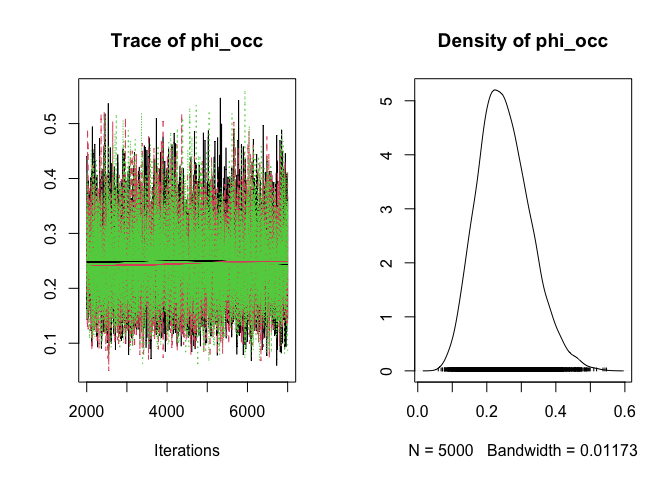 Trace of phi_occ
0.1 0.2 0.3 0.4 0.5
2000 4000 6000
Iterations
Density of phi_occ
0 1 2 3 4 5
0.0 0.2 0.4 0.6
N = 5000 Bandwidth = 0.01173